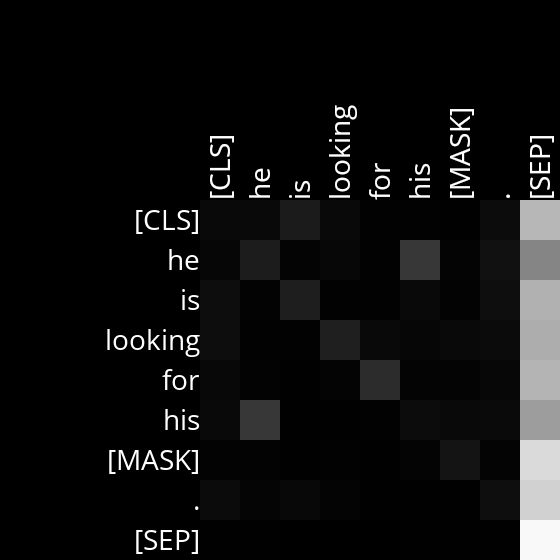 [CLS] he is looking for his [MASK] . [SEP]
[CLS]
he
is
looking
for
his
[MASK]
.
[SEP]